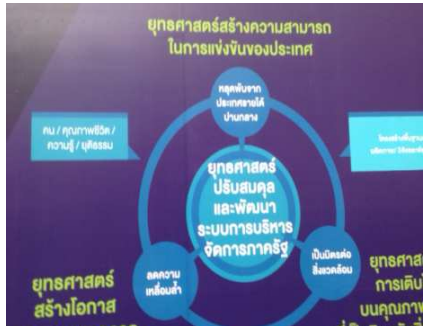 ยุทธศาสตร์สร้างความสามารถ
ในการแข่งขันของประเทศ
หลุดพ้นจาก
ประเทศรายได้
ปานกลาง
คน / คุณภาพชีวิต /
ความรู้ / ยุติธรรม
โครงสร้างพื้นฐาน
ยุทธศาสตร์
ปรับสมดุล
และพัฒนา
ระบบการบริหาร
จัดการภาครัฐ
ลดความ
เหลื่อมล้ำ
เป็นมิตรต่อ
สิ่งแวดล้อม
ยุทธศาสตร์
สร้างโอกาส
การเติบ
บนคุณภาพ